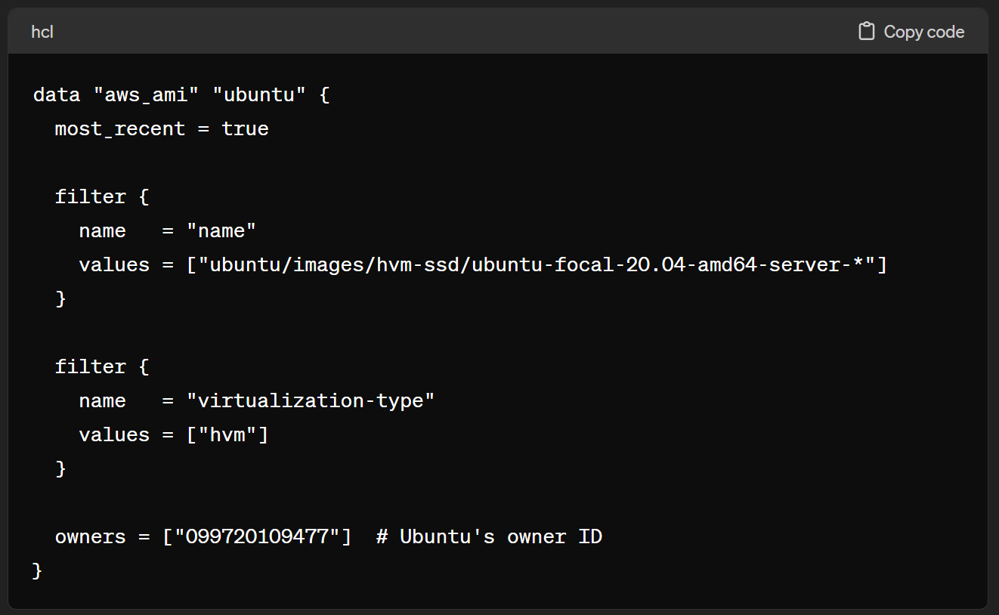 hcl
Copy code
data "aws_ami" "ubuntu" {
  most_recent = true

  filter {
    name   = "name"
    values = ["ubuntu/images/hvm-ssd/ubuntu-focal-20.04-amd64-server-*"]
  }

  filter {
    name   = "virtualization-type"
    values = ["hvm"]
  }

  owners = ["099720109477"]  # Ubuntu's owner ID
}